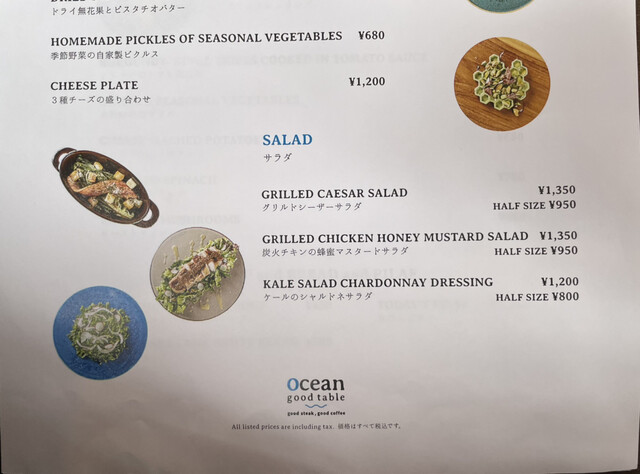 ドライ無花果とピスタチオバター
HOMEMADE PICKLES OF SEASONAL VEGETABLES ¥680
季節野菜の自家製ピクルス
CHEESE PLATE ¥1,200
3種チーズの盛り合わせ
SALAD
サラダ
GRILLED CAESAR SALAD ¥1,350
グリルドシーザーサラダ HALF SIZE ¥950
GRILLED CHICKEN HONEY MUSTARD SALAD ¥1,350
炭火チキンの蜂蜜マスタードサラダ HALF SIZE ¥950
KALE SALAD CHARDONNAY DRESSING ¥1,200
ケールのシャルドネサラダ HALF SIZE ¥800
ocean
good table
good steak, good coffee
All listed prices are including tax. 価格はすべて税込です。